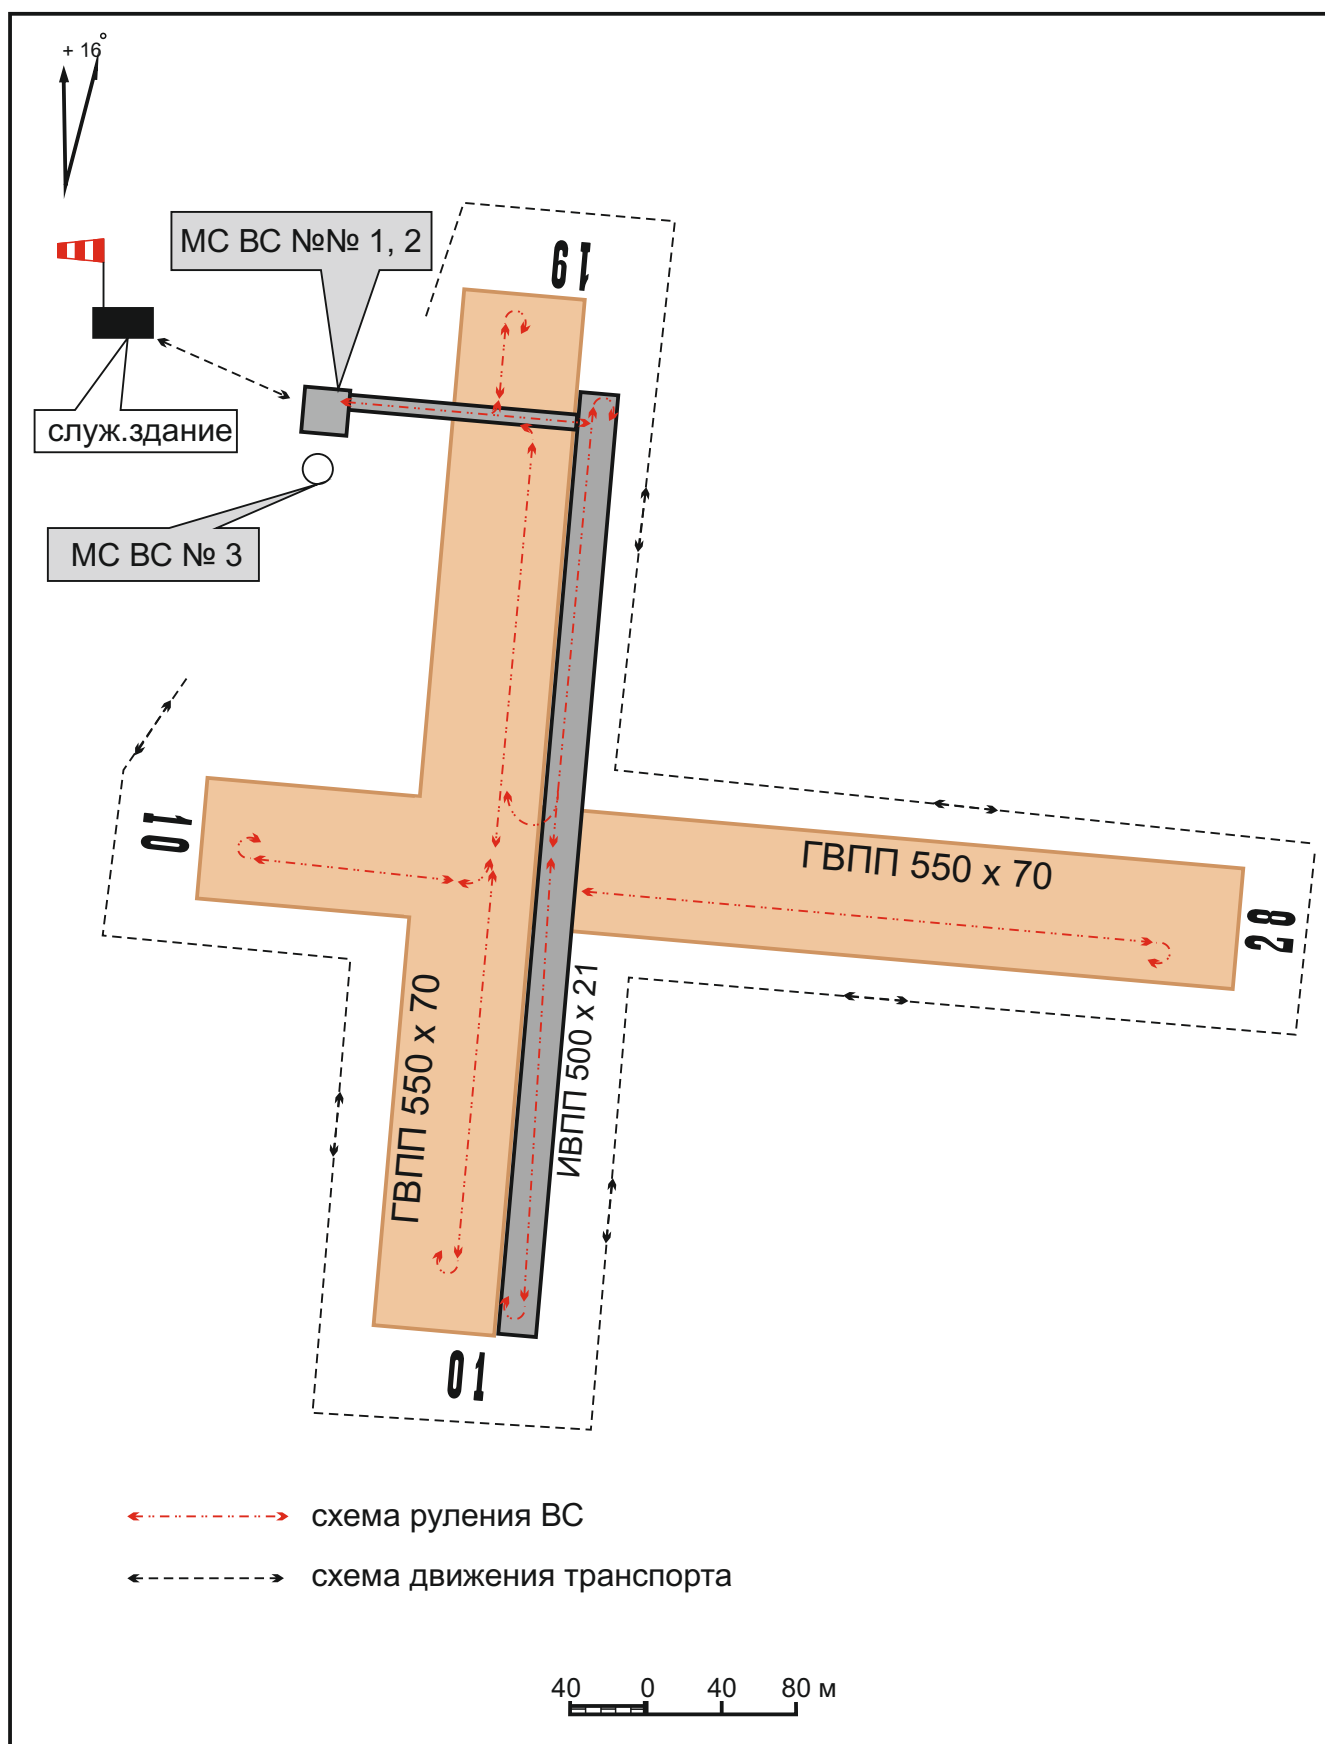 + 16°
МС ВС №№ 1, 2
19
служ.здание
МС ВС № 3
10
ГВПП 550 х 70
28
ГВПП 550 х 70
ИВПП 500 х 21
01
схема руления ВС
схема движения транспорта
40 0 40 80 м